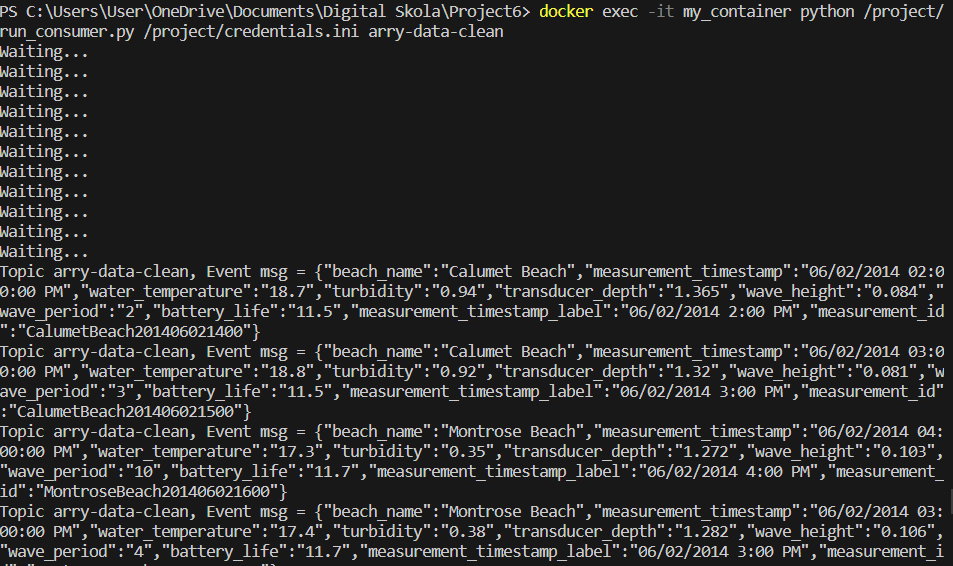 PS C:\Users\User\OneDrive\Documents\Digital Skola\Project6> docker exec -it my_container python /project/
run_consumer.py /project/credentials.ini arry-data-clean
Waiting...
Waiting...
Waiting...
Waiting...
Waiting...
Waiting...
Waiting...
Waiting...
Waiting...
Waiting...
Waiting...
Topic arry-data-clean, Event msg = {"beach_name":"Calumet Beach","measurement_timestamp":"06/02/2014 02:0
0:00 PM","water_temperature":"18.7","turbidity":"0.94","transducer_depth":"1.365","wave_height":"0.084","
wave_period":"2","battery_life":"11.5","measurement_timestamp_label":"06/02/2014 2:00 PM","measurement_id
":"CalumetBeach201406021400"}
Topic arry-data-clean, Event msg = {"beach_name":"Calumet Beach","measurement_timestamp":"06/02/2014 03:0
0:00 PM","water_temperature":"18.8","turbidity":"0.92","transducer_depth":"1.32","wave_height":"0.081","w
ave_period":"3","battery_life":"11.5","measurement_timestamp_label":"06/02/2014 3:00 PM","measurement_id"
:"CalumetBeach201406021500"}
Topic arry-data-clean, Event msg = {"beach_name":"Montrose Beach","measurement_timestamp":"06/02/2014 04:
00:00 PM","water_temperature":"17.3","turbidity":"0.35","transducer_depth":"1.272","wave_height":"0.103",
"wave_period":"10","battery_life":"11.7","measurement_timestamp_label":"06/02/2014 4:00 PM","measurement_
id":"MontroseBeach201406021600"}
Topic arry-data-clean, Event msg = {"beach_name":"Montrose Beach","measurement_timestamp":"06/02/2014 03:
00:00 PM","water_temperature":"17.4","turbidity":"0.38","transducer_depth":"1.282","wave_height":"0.106",
"wave_period":"4","battery_life":"11.7","measurement_timestamp_label":"06/02/2014 3:00 PM","measurement_i